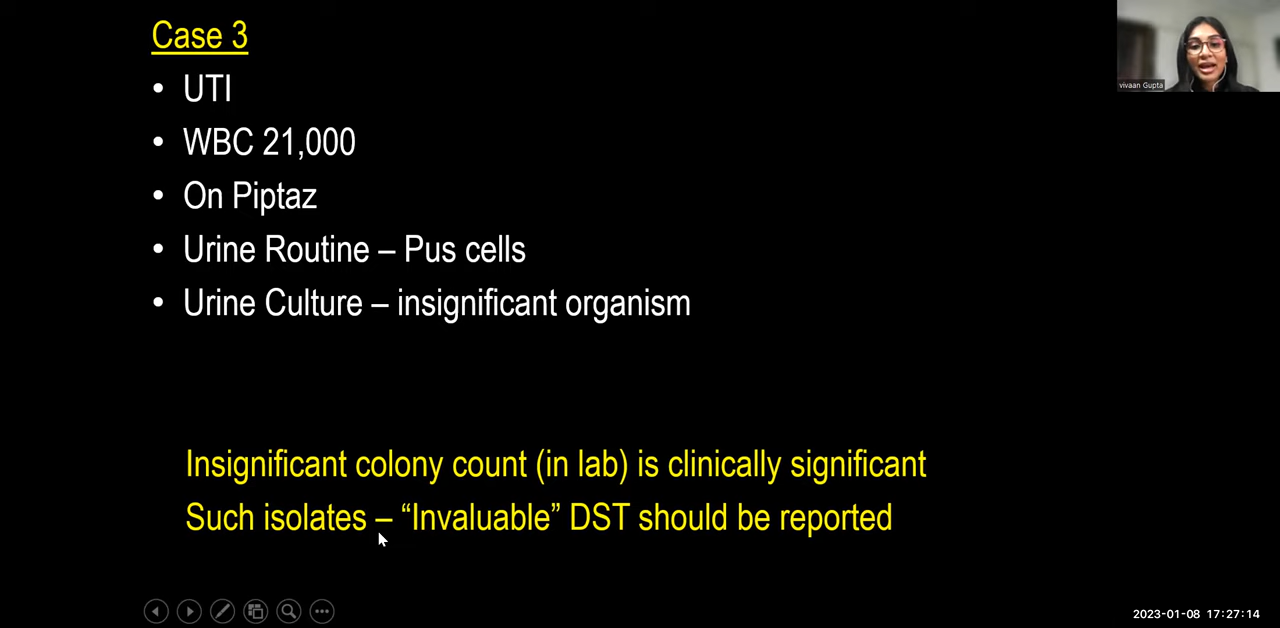 Case 3
• UTI
• WBC 21,000
• On Piptaz
• Urine Routine – Pus cells
• Urine Culture – insignificant organism
Insignificant colony count (in lab) is clinically significant
Such isolates – “Invaluable” DST should be reported
vivaan Gupta
2023-01-08 17:27:14